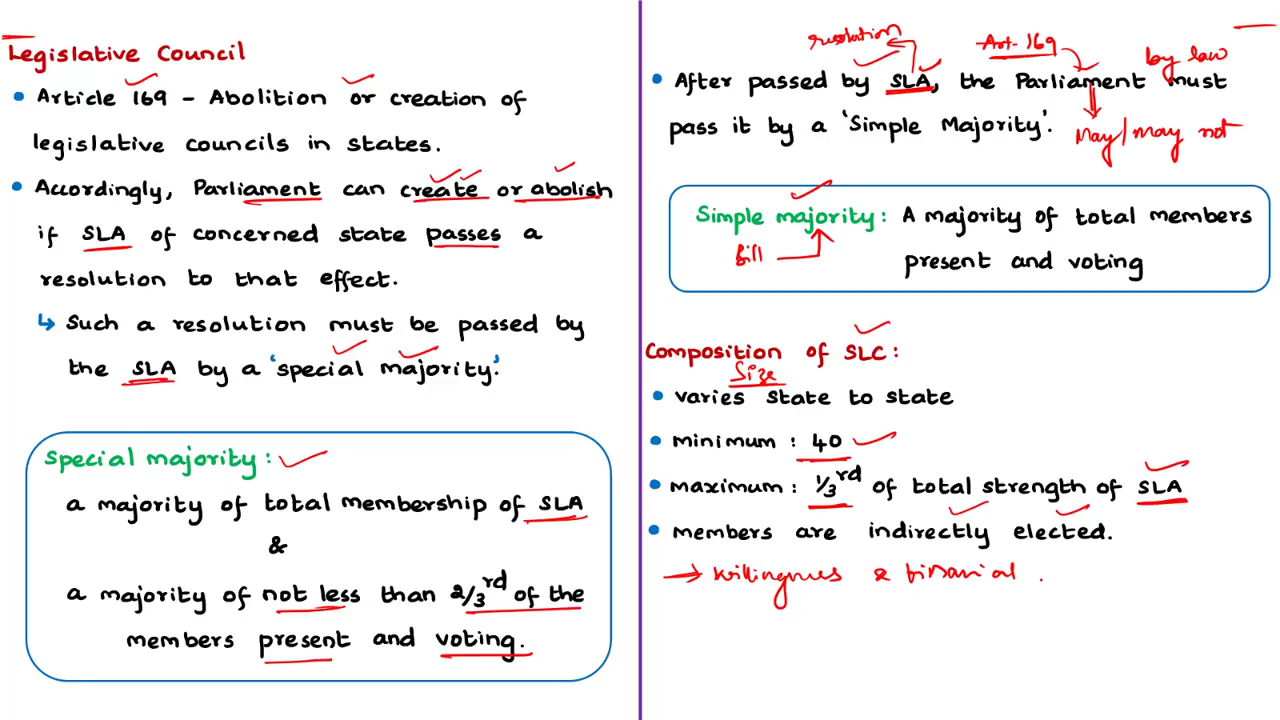 Legislative Council
• Article 169 - Abolition or creation of
legislative councils in states.
• Accordingly, Parliament can create or abolish
if SLA of concerned state passes a
resolution to that effect.
↳ Such a resolution must be passed by
the SLA by a 'special majority'.
Special majority:
a majority of total membership of SLA
&
a majority of not less than 2/3rd of the
members present and voting.
resolution Art-169 by law
• After passed by SLA, the Parliament must
pass it by a 'Simple Majority'.
May/may not
Simple majority: A majority of total members
Bill
present and voting
Composition of SLC:
Size
• varies state to state
• minimum : 40
• maximum : 1/3rd of total strength of SLA
• members are indirectly elected.
→ &